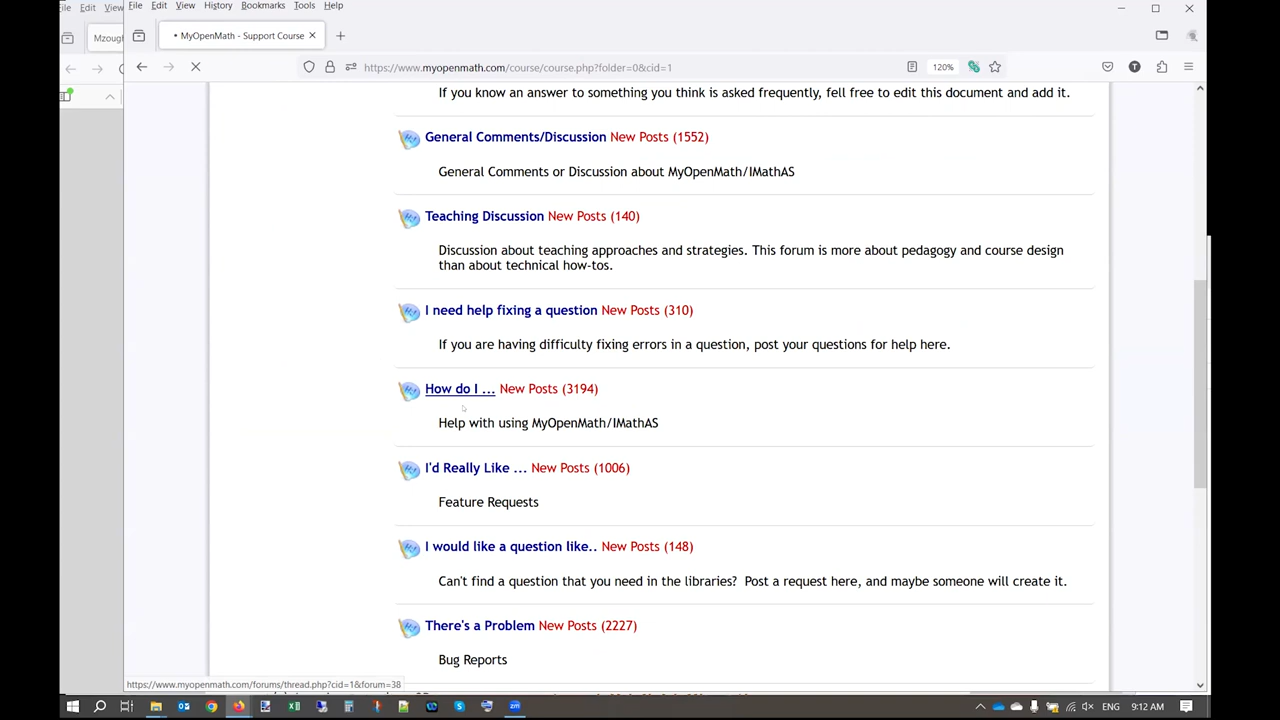 File Edit View
File Edit View History Bookmarks Tools Help
Mzough
MyOpenMath - Support Course
https://www.myopenmath.com/course/course.php?folder=0&cid=1
120%
T
If you know an answer to something you think is asked frequently, fell free to edit this document and add it.
General Comments/Discussion New Posts (1552)
General Comments or Discussion about MyOpenMath/IMathAS
Teaching Discussion New Posts (140)
Discussion about teaching approaches and strategies. This forum is more about pedagogy and course design
than about technical how-tos.
I need help fixing a question New Posts (310)
If you are having difficulty fixing errors in a question, post your questions for help here.
How do I ... New Posts (3194)
Help with using MyOpenMath/IMathAS
I'd Really Like ... New Posts (1006)
Feature Requests
I would like a question like.. New Posts (148)
Can't find a question that you need in the libraries? Post a request here, and maybe someone will create it.
There's a Problem New Posts (2227)
Bug Reports
https://www.myopenmath.com/forums/thread.php?cid=1&forum=38
ENG 9:12 AM